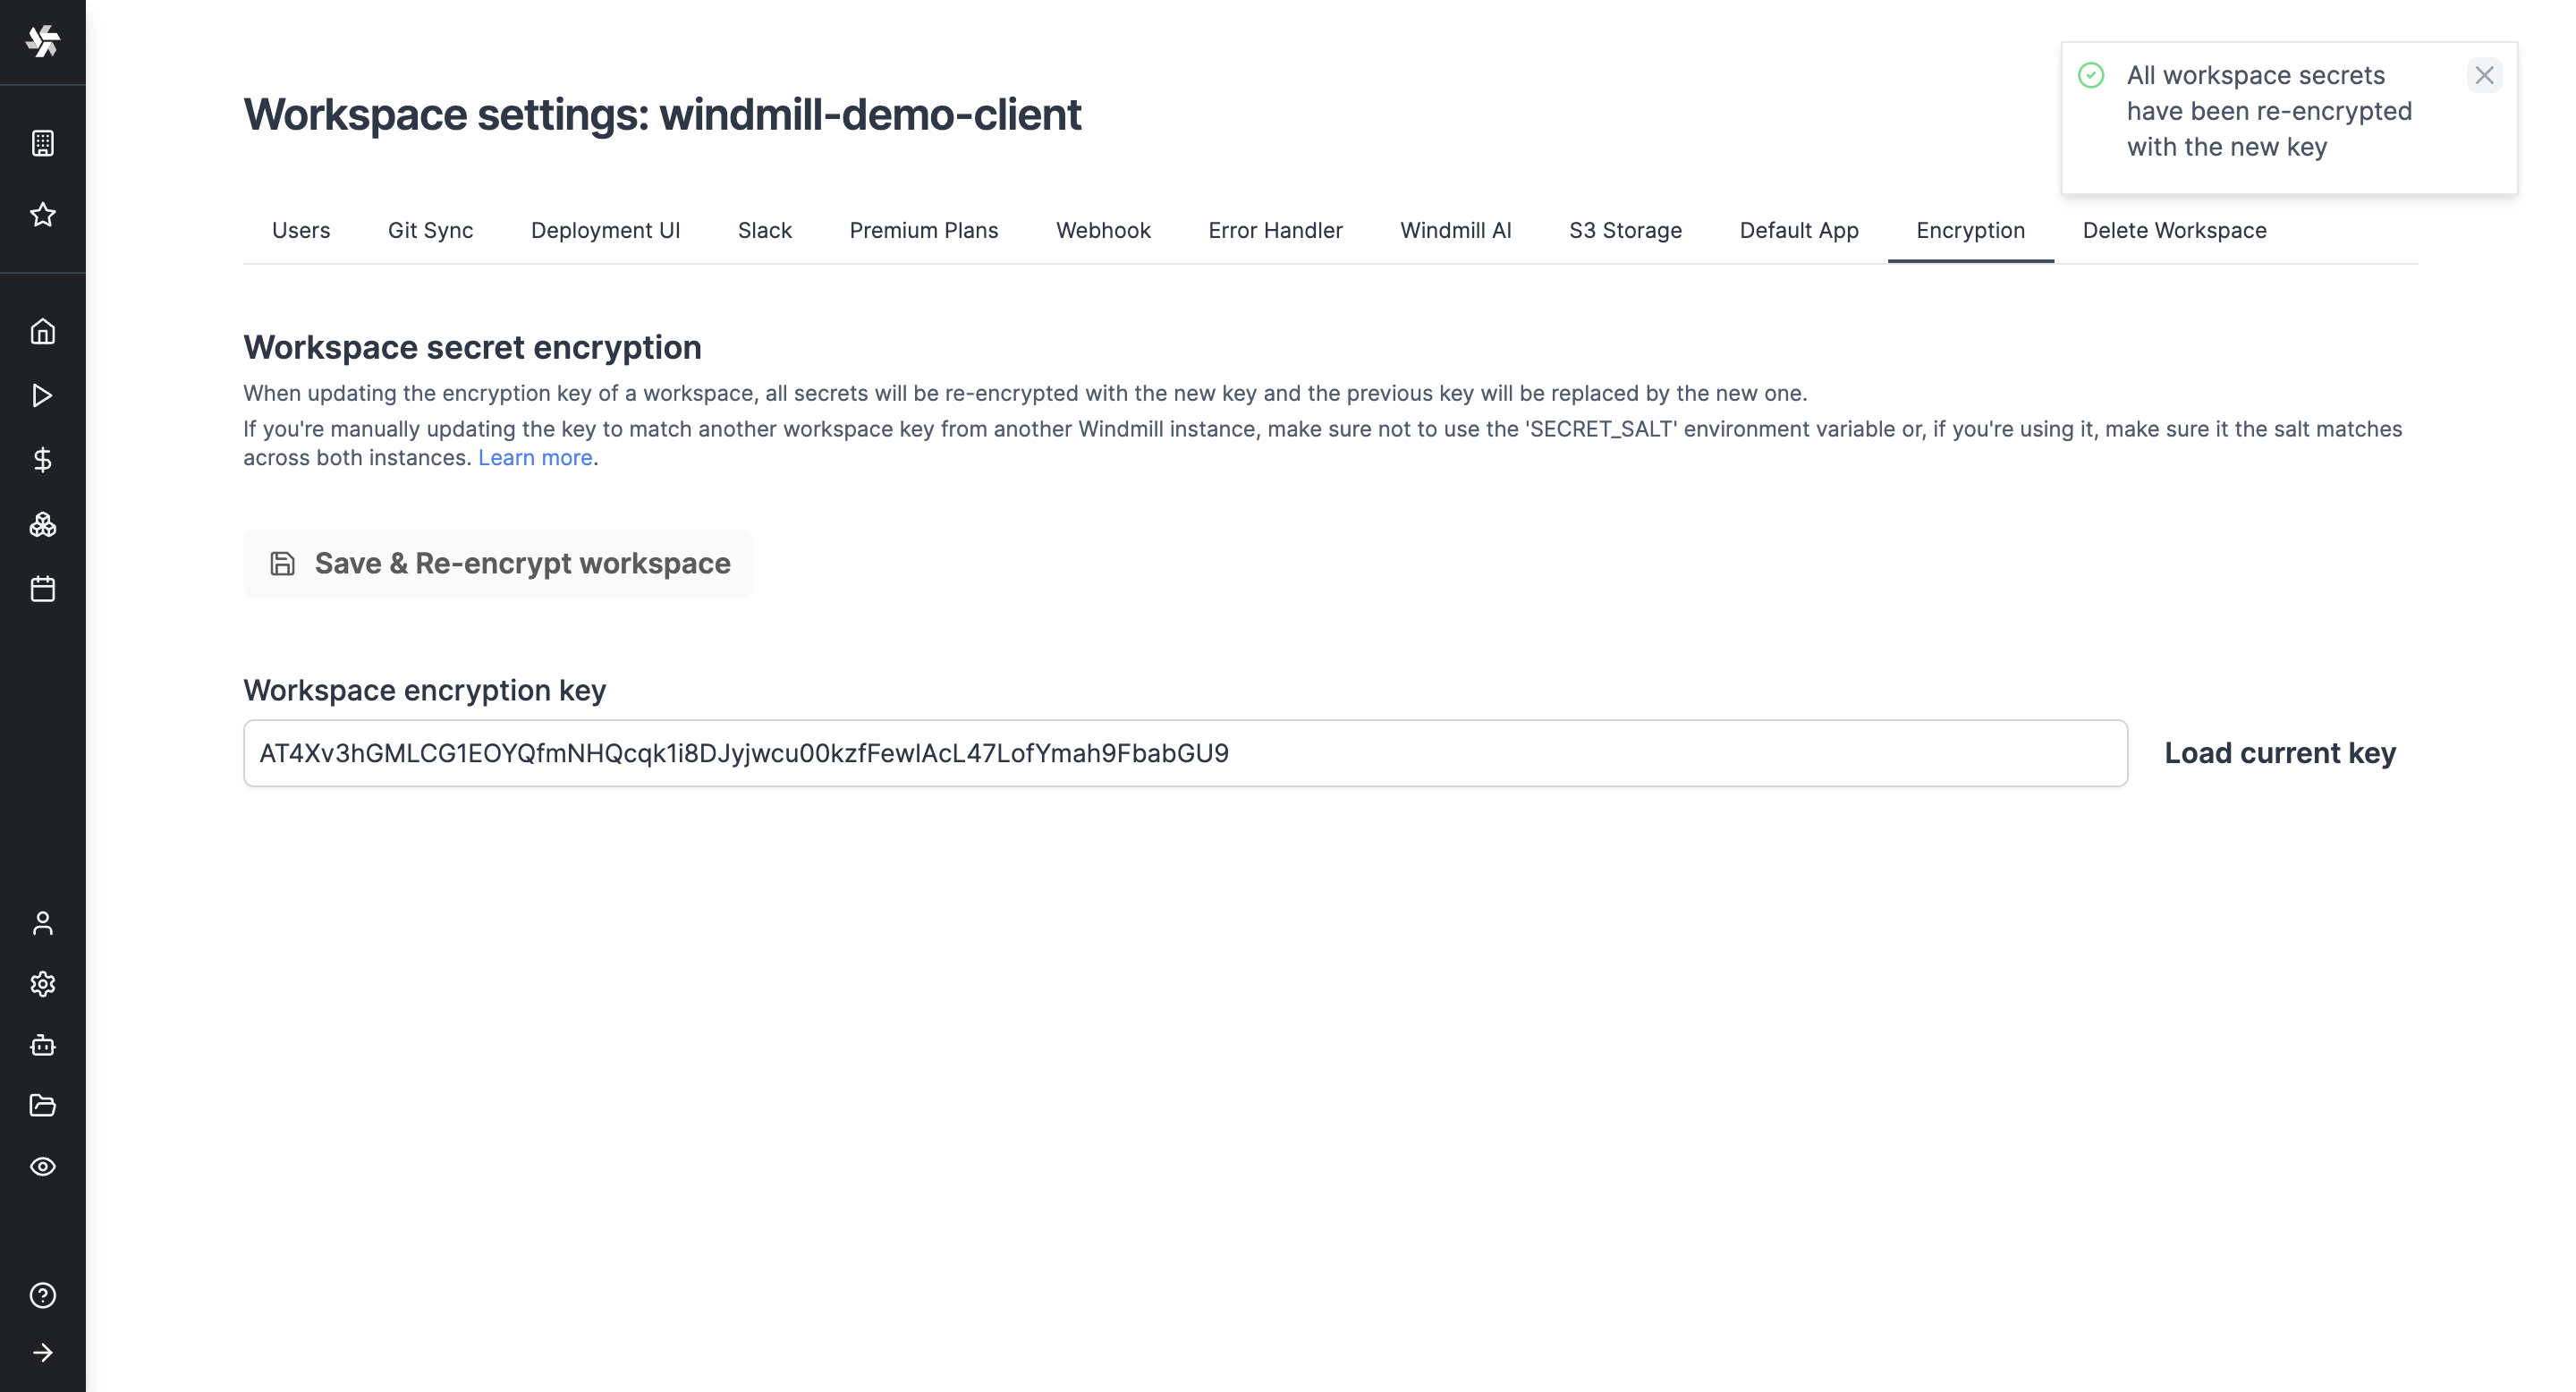 Workspace settings: windmill-demo-client
All workspace secrets
have been re-encrypted
with the new key
Users Git Sync Deployment UI Slack Premium Plans Webhook Error Handler Windmill AI S3 Storage Default App Encryption Delete Workspace
Workspace secret encryption
When updating the encryption key of a workspace, all secrets will be re-encrypted with the new key and the previous key will be replaced by the new one.
If you're manually updating the key to match another workspace key from another Windmill instance, make sure not to use the 'SECRET_SALT' environment variable or, if you're using it, make sure it the salt matches
across both instances. Learn more.
Save & Re-encrypt workspace
Workspace encryption key
AT4Xv3hGMLCG1EOYQfmNHQcqk1i8DJyjwcu00kzfFewIAcL47LofYmah9FbabGU9
Load current key